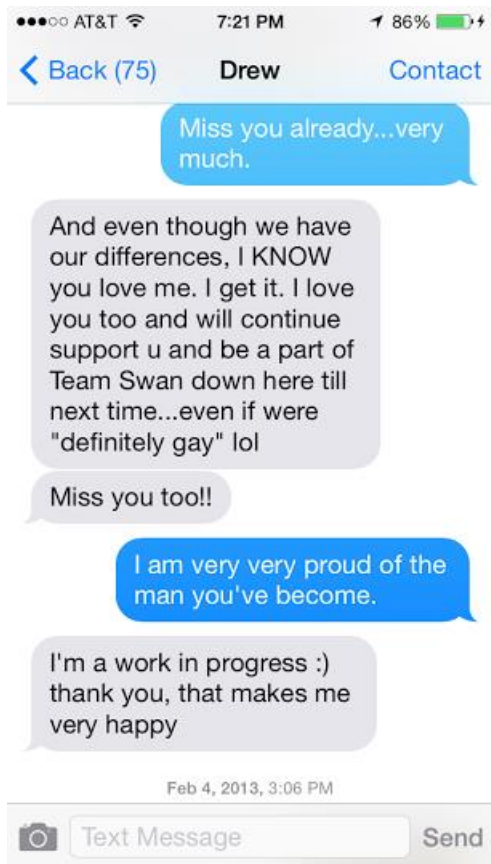 AT&T 7:21 PM 86%
Back (75) Drew Contact
Miss you already...very
much.
And even though we have
our differences, I KNOW
you love me. I get it. I love
you too and will continue
support u and be a part of
Team Swan down here till
next time...even if were
"definitely gay" lol
Miss you too!!
I am very very proud of the
man you've become.
I'm a work in progress :)
thank you, that makes me
very happy
Feb 4, 2013, 3:06 PM
Text Message Send